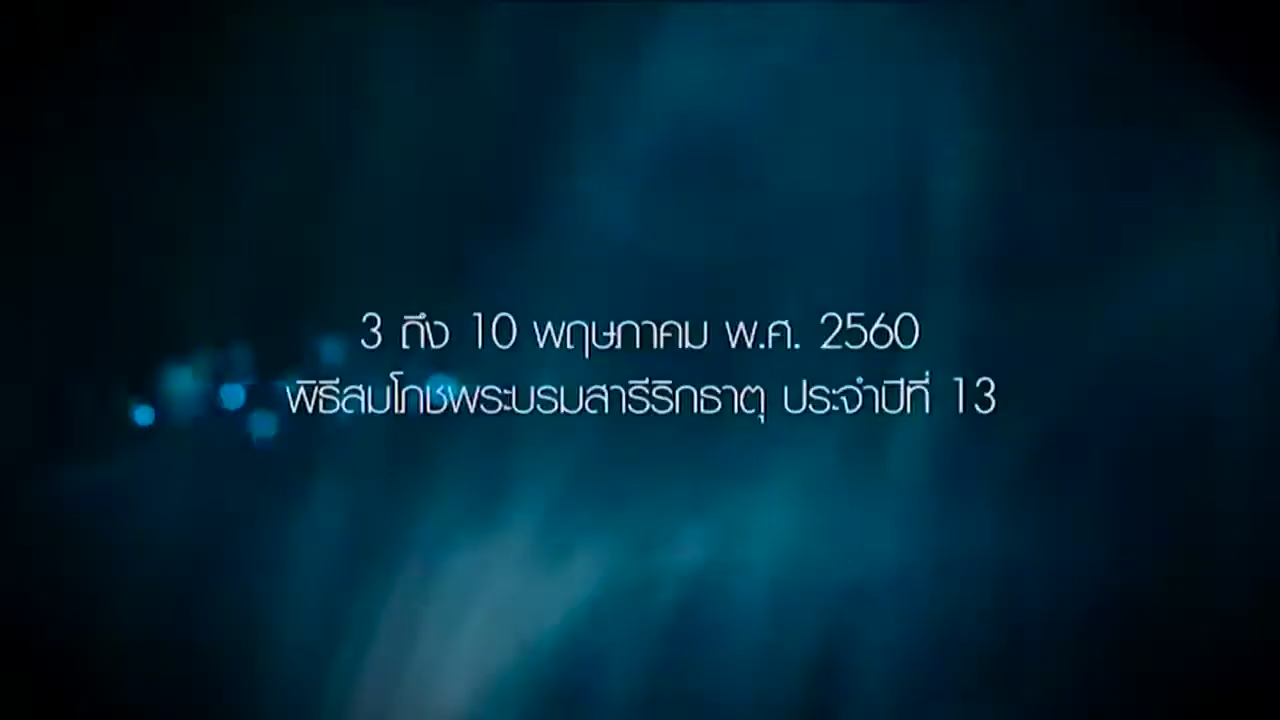 3 ถึง 10 พฤษภาคม พ.ศ. 2560
พิธีสมโภชพระบรมสารีริกธาตุ ประจำปีที่ 13